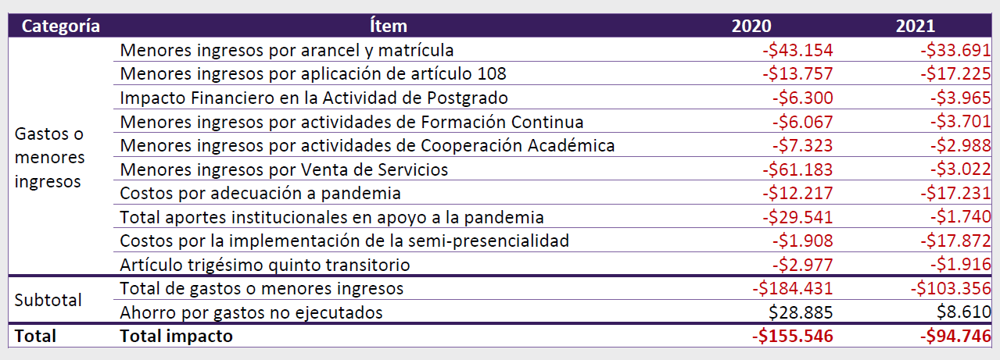 Categoría Ítem 2020 2021
Menores ingresos por arancel y matrícula -$43.154 -$33.691
Menores ingresos por aplicación de artículo 108 -$13.757 -$17.225
Impacto Financiero en la Actividad de Postgrado -$6.300 -$3.965
Menores ingresos por actividades de Formación Continua -$6.067 -$3.701
Gastos o menores ingresos
Menores ingresos por actividades de Cooperación Académica -$7.323 -$2.988
Menores ingresos por Venta de Servicios -$61.183 -$3.022
Costos por adecuación a pandemia -$12.217 -$17.231
Total aportes institucionales en apoyo a la pandemia -$29.541 -$1.740
Costos por la implementación de la semi-presencialidad -$1.908 -$17.872
Artículo trigésimo quinto transitorio -$2.977 -$1.916
Subtotal
Total de gastos o menores ingresos -$184.431 -$103.356
Ahorro por gastos no ejecutados $28.885 $8.610
Total Total impacto -$155.546 -$94.746